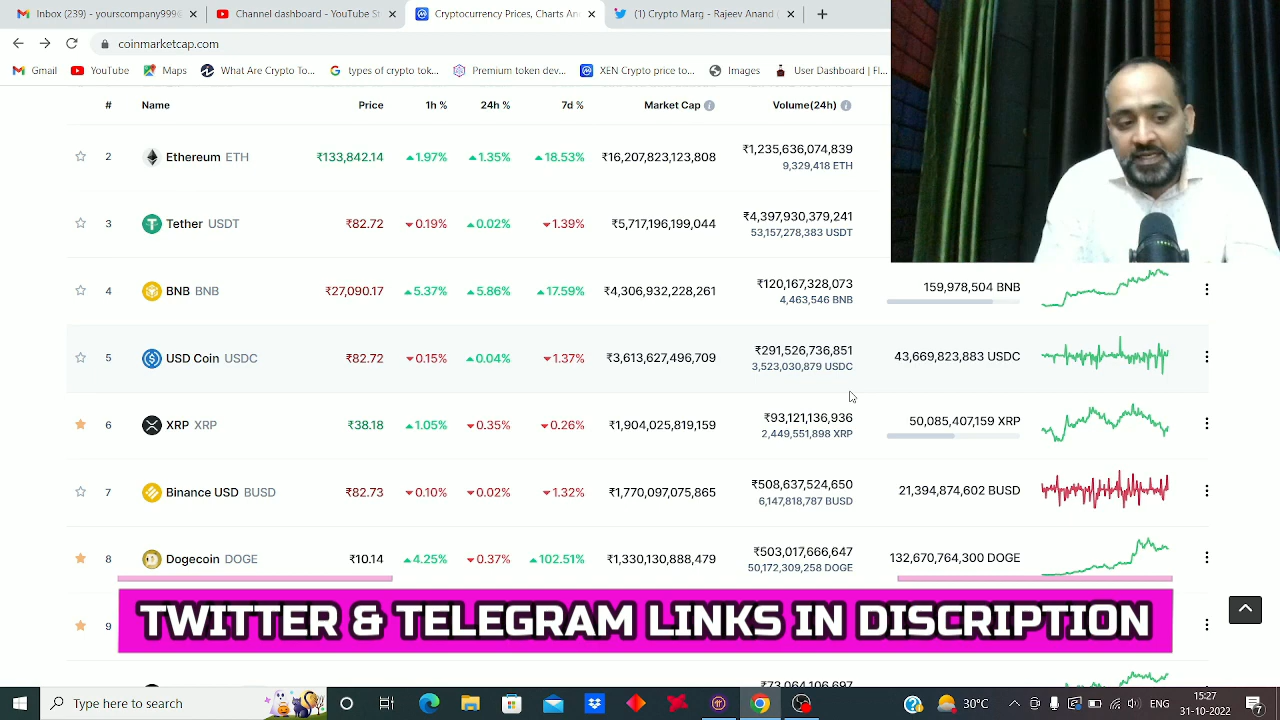 Inbox (239) - yourcompany999@
Dashboard - YouTube St
Crypto Prices, Charts And
(1) Crypto Marg - Rajeev (
coinmarketcap.com
Gmail
YouTube
Maps
What Are Crypto To...
types of crypto tok...
Premium token dev...
XEN Crypto price to...
Images
User Dashboard | Fl...
# Name Price 1h % 24h % 7d % Market Cap Volume(24h)
2 Ethereum ETH ₹133,842.14 1.97% 1.35% 18.53% ₹16,207,823,123,808 ₹1,235,636,074,839
9,329,418 ETH
3 Tether USDT ₹82.72 0.19% 0.02% 1.39% ₹5,717,196,199,044 ₹4,397,930,379,241
53,157,278,383 USDT
4 BNB BNB ₹27,090.17 5.37% 5.86% 17.59% ₹4,306,932,228,261 ₹120,167,328,073 159,978,504 BNB
4,463,546 BNB
5 USD Coin USDC ₹82.72 0.15% 0.04% 1.37% ₹3,613,627,496,709 ₹291,526,736,851 43,669,823,883 USDC
3,523,030,879 USDC
6 XRP XRP ₹38.18 1.05% 0.35% 0.26% ₹1,904,025,819,159 ₹93,121,136,936 50,085,407,159 XRP
2,449,551,898 XRP
7 Binance USD BUSD ₹82.73 0.10% 0.02% 1.32% ₹1,770,097,075,865 ₹508,637,524,650 21,394,874,602 BUSD
6,147,818,787 BUSD
8 Dogecoin DOGE ₹10.14 4.25% 0.37% 102.51% ₹1,330,130,888,479 ₹503,017,666,647 132,670,764,300 DOGE
50,172,309,258 DOGE
9
TWITTER & TELEGRAM LINKS IN DISCRIPTION
₹73,064,106,697
Type here to search
30°C
15:27
31-10-2022